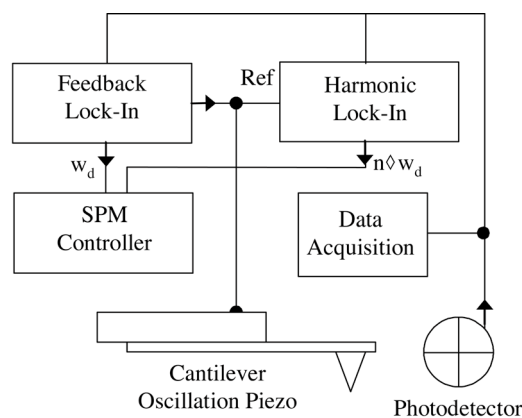 Feedback
Lock-In
Ref
Harmonic
Lock-In
w_d
n◊w_d
SPM
Controller
Data
Acquisition
Cantilever
Oscillation Piezo
Photodetector